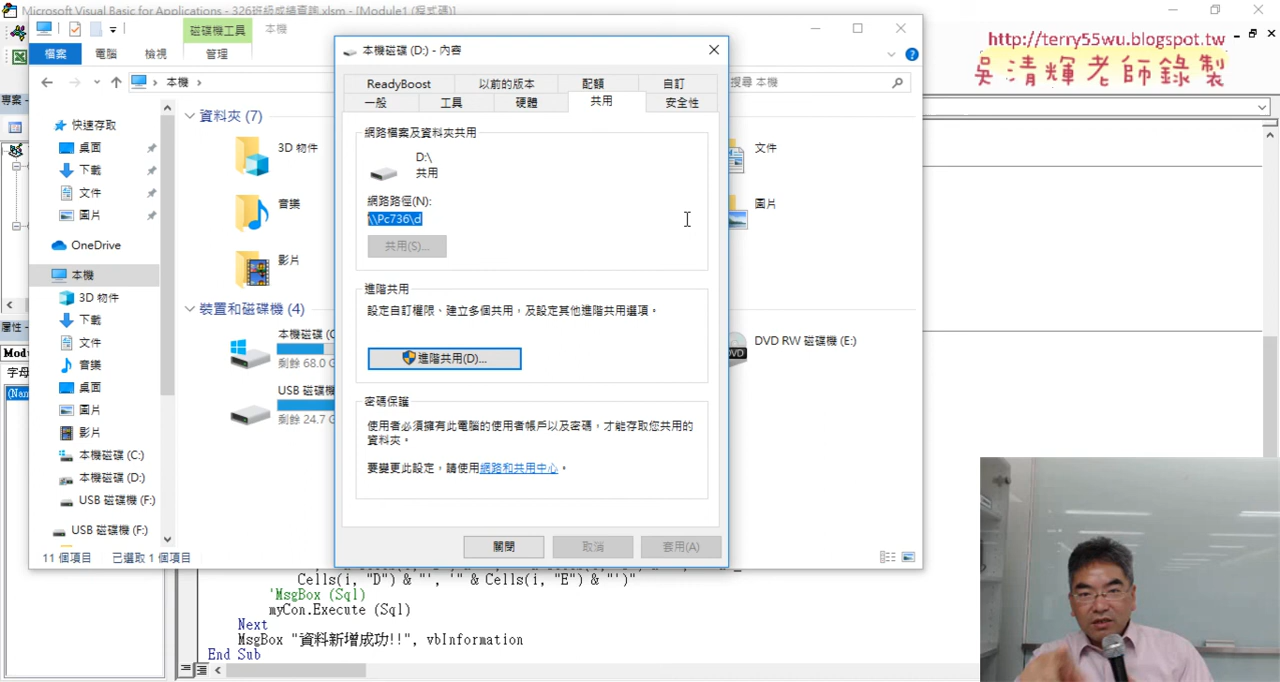 Microsoft Visual Basic for Applications - 326班級成績查詢.xlsm - [Module1 (程式碼)]
磁碟機工具
本機
檔案
電腦
檢視
管理
http://terry55wu.blogspot.tw
吳清輝老師錄製
本機
搜尋 本機
專案 -
快速存取
桌面
下載
文件
圖片
OneDrive
本機
3D 物件
下載
文件
音樂
桌面
圖片
影片
本機磁碟 (C:)
本機磁碟 (D:)
USB 磁碟機 (F:)
USB 磁碟機 (F:)
屬性 -
字母
資料夾 (7)
3D 物件
音樂
影片
文件
圖片
裝置和磁碟機 (4)
本機磁碟 (C
剩餘 68.0 G
USB 磁碟機
剩餘 24.7 G
DVD RW 磁碟機 (E:)
11 個項目
已選取 1 個項目
本機磁碟 (D:) - 內容
ReadyBoost
以前的版本
配額
自訂
一般
工具
硬體
共用
安全性
網路檔案及資料夾共用
D:\
共用
網路路徑(N):
\\Pc736\d
共用(S)...
進階共用
設定自訂權限、建立多個共用，及設定其他進階共用選項。
進階共用(D)...
密碼保護
使用者必須擁有此電腦的使用者帳戶以及密碼，才能存取您共用的
資料夾。
要變更此設定，請使用網路和共用中心。
關閉
取消
套用(A)
Cells(i, "D") & "', '" & Cells(i, "E") & "')"
'MsgBox (Sql)
myCon.Execute (Sql)
Next
MsgBox "資料新增成功!!", vbInformation
End Sub